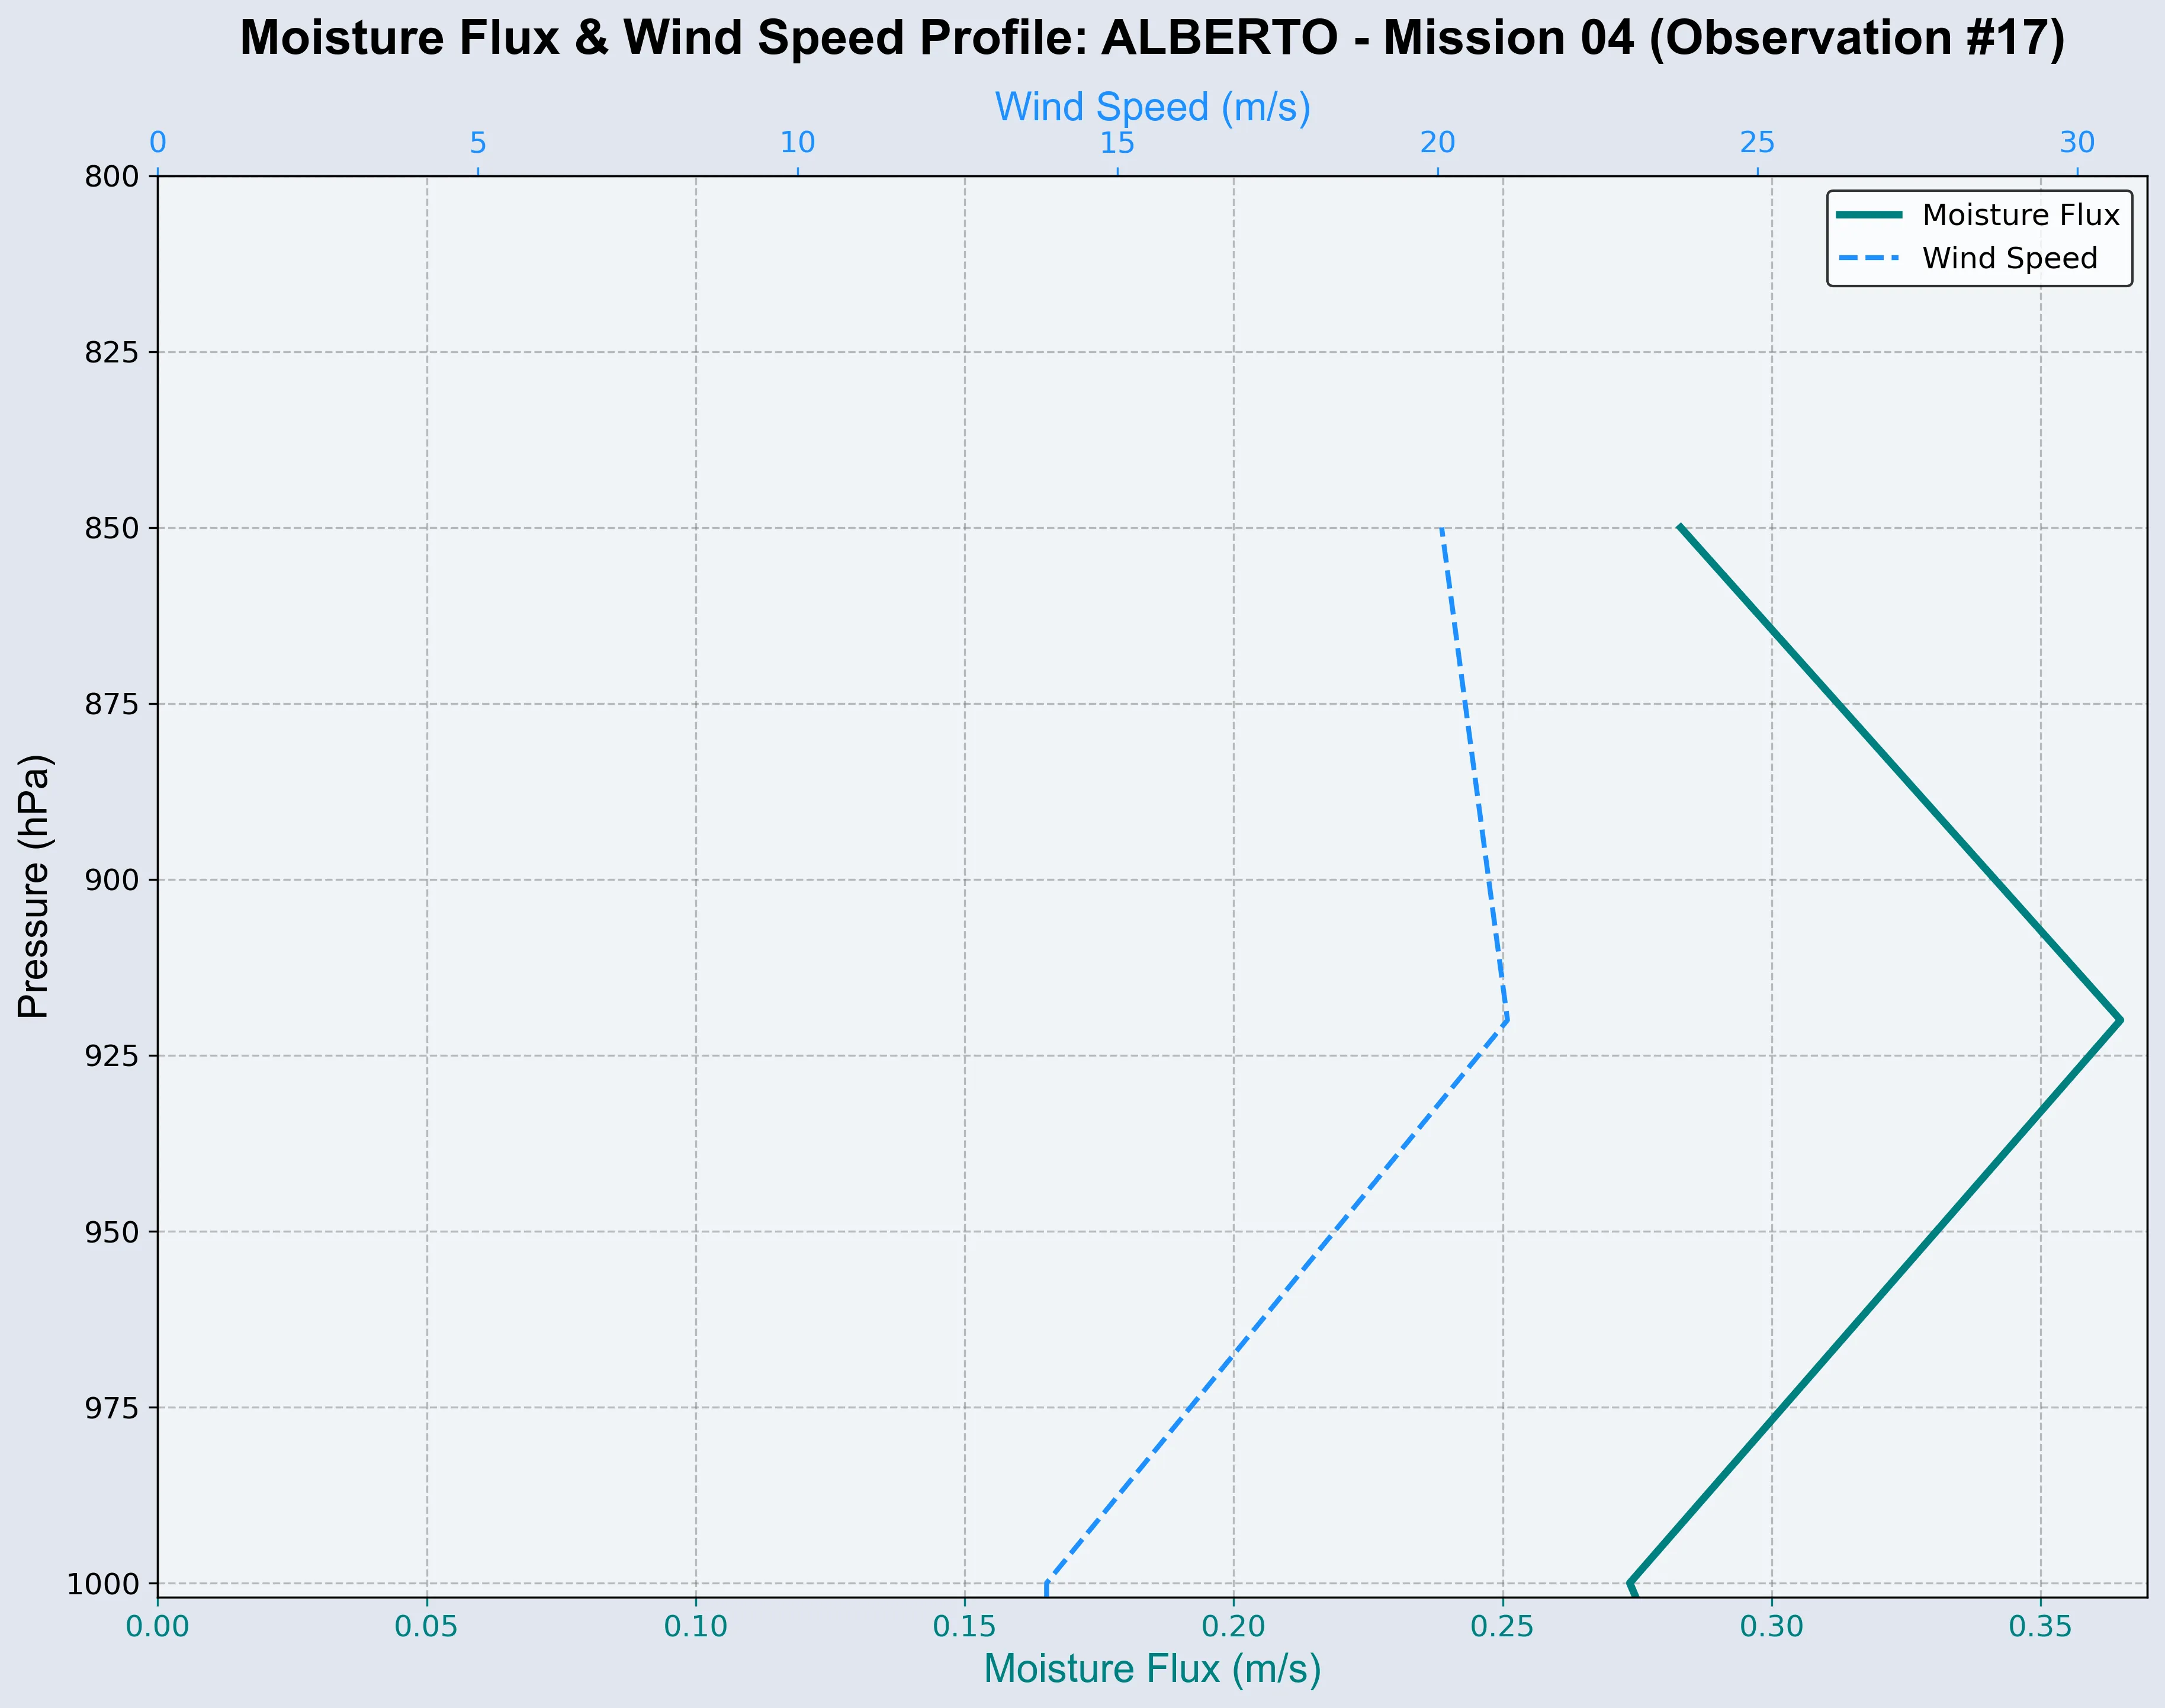 Moisture Flux & Wind Speed Profile: ALBERTO - Mission 04 (Observation #17)
Wind Speed (m/s)
0 5 10 15 20 25 30
Moisture Flux
Wind Speed
Pressure (hPa)
800
825
850
875
900
925
950
975
1000
0.00 0.05 0.10 0.15 0.20 0.25 0.30 0.35
Moisture Flux (m/s)